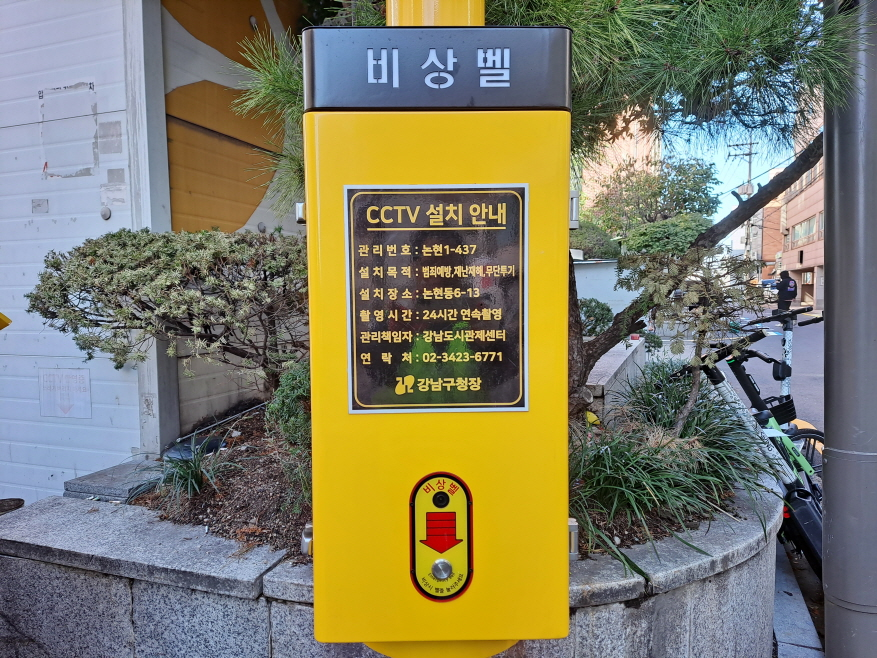 비상벨
CCTV 설치 안내
관리번호 : 논현1-437
설치목적 : 범죄예방,재난재해,무단투기
설치장소 : 논현동6-13
촬영시간 : 24시간 연속촬영
관리책임자 : 강남도시관제센터
연락처 : 02-3423-6771
강남구청장
비상벨